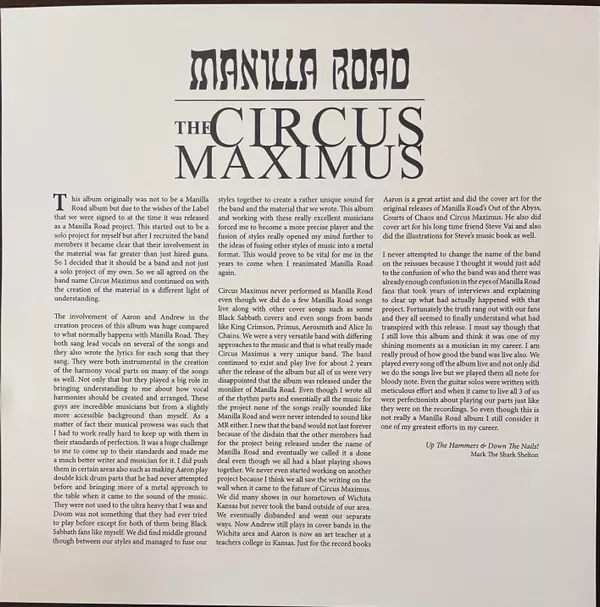 MANILLA ROAD
THE CIRCUS
MAXIMUS
This album originally was not to be a Manilla
Road album but due to the wishes of the Label
that we were signed to at the time it was released
as a Manilla Road project. This started out to be a
solo project for myself but after I recruited the band
members it became clear that their involvement in
the material was far greater than just hired guns.
So I decided that it should be a band and not just
a solo project of my own. So we all agreed on the
band name Circus Maximus and continued on with
the creation of the material in a different light of
understanding.
The involvement of Aaron and Andrew in the
creation process of this album was huge compared
to what normally happens with Manilla Road. They
both sang lead vocals on several of the songs and
they also wrote the lyrics for each song that they
sang. They were both instrumental in the creation
of the harmony vocal parts on many of the songs
as well. Not only that but they played a big role in
bringing understanding to me about how vocal
harmonies should be created and arranged. These
guys are incredible musicians but from a slightly
more accessible background than myself. As a
matter of fact their musical prowess was such that
I had to work really hard to keep up with them in
their standards of perfection. It was a huge challenge
to me to come up to their standards and made me
a much better writer and musician for it. I did push
them in certain areas also such as making Aaron play
double kick drum parts that he had never attempted
before and bringing more of a metal approach to
the table when it came to the sound of the music.
They were not used to the ultra heavy that I was and
Doom was not something that they had ever tried
to play before except for both of them being Black
Sabbath fans like myself. We did find middle ground
though between our styles and managed to fuse our
styles together to create a rather unique sound for
the band and the material that we wrote. This album
and working with these really excellent musicians
forced me to become a more precise player and the
fusion of styles really opened my mind further to
the ideas of fusing other styles of music into a metal
format. This would prove to be vital for me in the
years to come when I reanimated Manilla Road
again.
Circus Maximus never performed as Manilla Road
even though we did do a few Manilla Road songs
live along with other cover songs such as some
Black Sabbath covers and even songs from bands
like King Crimson, Primus, Aerosmith and Alice In
Chains. We were a very versatile band with differing
approaches to the music and that is what really made
Circus Maximus a very unique band. The band
continued to exist and play live for about 2 years
after the release of the album but all of us were very
disappointed that the album was released under the
moniker of Manilla Road. Even though I wrote all
of the rhythm parts and essentially all the music for
the project none of the songs really sounded like
Manilla Road and were never intended to sound like
MR either. I new that the band would not last forever
because of the disdain that the other members had
for the project being released under the name of
Manilla Road and eventually we called it a done
deal even though we all had a blast playing shows
together. We never even started working on another
project because I think we all saw the writing on the
wall when it came to the future of Circus Maximus.
We did many shows in our hometown of Wichita
Kansas but never took the band outside of our area.
We eventually disbanded and went our separate
ways. Now Andrew still plays in cover bands in the
Wichita area and Aaron is now an art teacher at a
teachers college in Kansas. Just for the record books
Aaron is a great artist and did the cover art for the
original releases of Manilla Road's Out of the Abyss,
Courts of Chaos and Circus Maximus. He also did
cover art for his long time friend Steve Vai and also
did the illustrations for Steve's music book as well.
I never attempted to change the name of the band
on the reissues because I thought it would just add
to the confusion of who the band was and there was
already enough confusion in the eyes of Manilla Road
fans that took years of interviews and explaining
to clear up what had actually happened with that
project. Fortunately the truth rang out with our fans
and they all seemed to finally understand what had
transpired with this release. I must say though that
I still love this album and think it was one of my
shining moments as a musician in my career. I am
really proud of how good the band was live also. We
played every song off the album live and not only did
we do the songs live but we played them all note for
bloody note. Even the guitar solos were written with
meticulous effort and when it came to live all 3 of us
were perfectionists about playing our parts just like
they were on the recordings. So even though this is
not really a Manilla Road album I still consider it
one of my greatest efforts in my career.
Up The Hammers & Down The Nails!
Mark The Shark Shelton